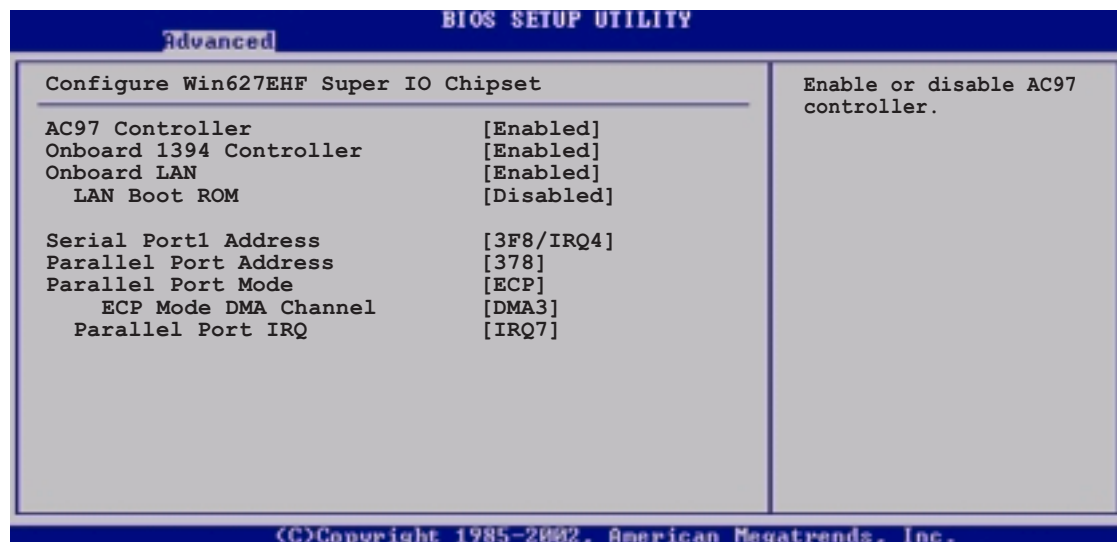 BIOS SETUP UTILITY
Advanced
Configure Win627EHF Super IO Chipset
AC97 Controller [Enabled]
Onboard 1394 Controller [Enabled]
Onboard LAN [Enabled]
LAN Boot ROM [Disabled]
Serial Port1 Address [3F8/IRQ4]
Parallel Port Address [378]
Parallel Port Mode [ECP]
ECP Mode DMA Channel [DMA3]
Parallel Port IRQ [IRQ7]
Enable or disable AC97
controller.
(C)Copyright 1985-2002, American Megatrends, Inc.